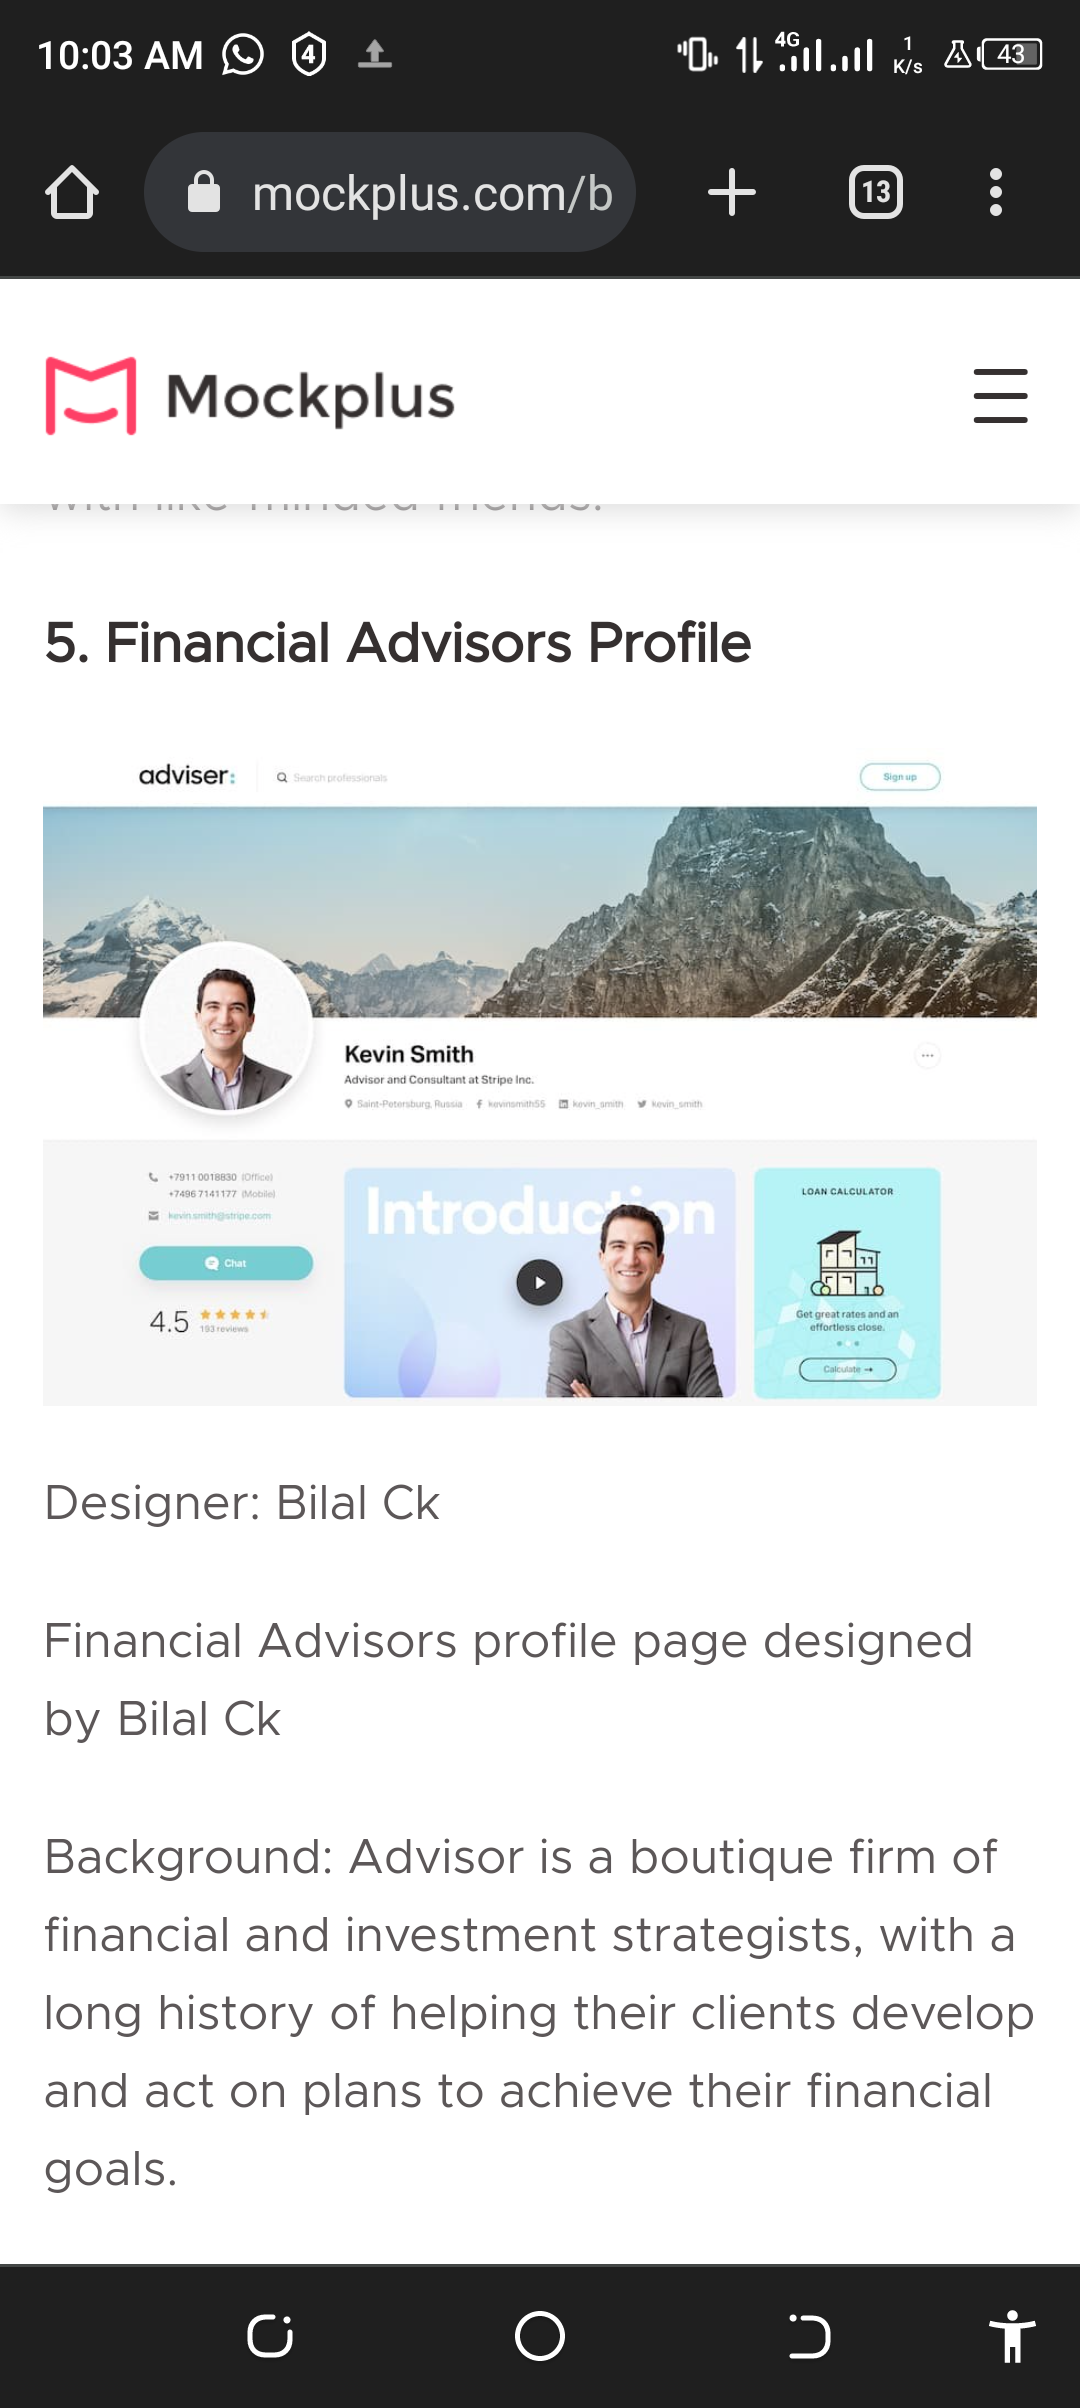 10:03 AM 4 4G 1 K/s 43
mockplus.com/b 13
Mockplus
with like-minded friends.
5. Financial Advisors Profile
adviser: Search professionals Sign up
Kevin Smith
Advisor and Consultant at Stripe Inc.
Saint-Petersburg, Russia kevinsmith55 kevin_smith kevin_smith
+7911 0018830 (Office)
+7496 7141177 (Mobile)
kevin.smith@stripe.com
Chat
4.5 193 reviews
Introduction
LOAN CALCULATOR
Get great rates and an
effortless close.
Calculate →
Designer: Bilal Ck
Financial Advisors profile page designed
by Bilal Ck
Background: Advisor is a boutique firm of
financial and investment strategists, with a
long history of helping their clients develop
and act on plans to achieve their financial
goals.